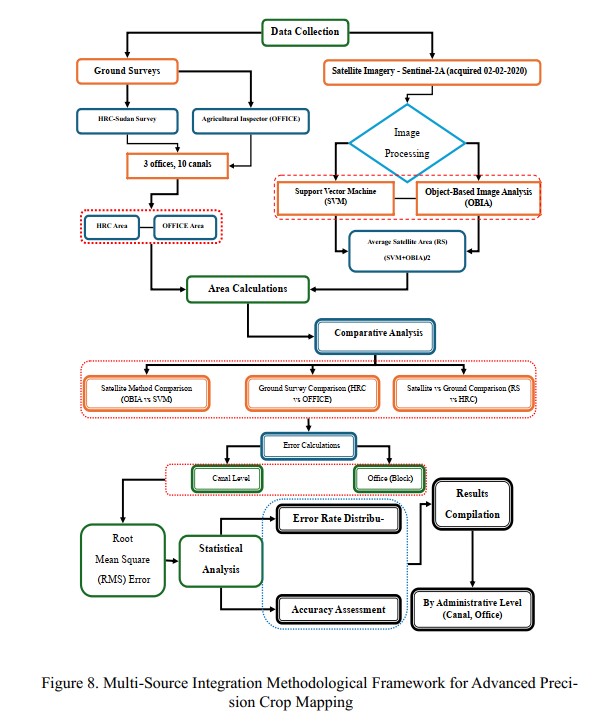 Data Collection
Ground Surveys
Satellite Imagery - Sentinel-2A (acquired 02-02-2020)
HRC-Sudan Survey
Agricultural Inspector (OFFICE)
Image
Processing
3 offices, 10 canals
Support Vector Machine
(SVM)
Object-Based Image Analysis
(OBIA)
HRC Area
OFFICE Area
Average Satellite Area (RS)
(SVM+OBIA)/2
Area Calculations
Comparative Analysis
Satellite Method Comparison
(OBIA vs SVM)
Ground Survey Comparison (HRC
vs OFFICE)
Satellite vs Ground Comparison (RS
vs HRC)
Error Calculations
Canal Level
Office (Block)
Results
Compilation
Root
Mean Square
(RMS) Error
Statistical
Analysis
Error Rate Distribu-
Accuracy Assessment
By Administrative Level
(Canal, Office)
Figure 8. Multi-Source Integration Methodological Framework for Advanced Preci-
sion Crop Mapping